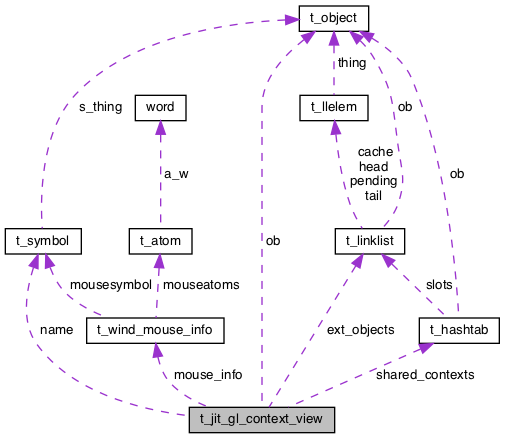 t_object
thing
s_thing
word
t_llelem
ob
cache
head
pending
tail
a_w
ob
t_symbol
t_atom
ob
t_linklist
mousesymbol
mouseatoms
slots
name
t_wind_mouse_info
ext_objects
t_hashtab
mouse_info
shared_contexts
t_jit_gl_context_view